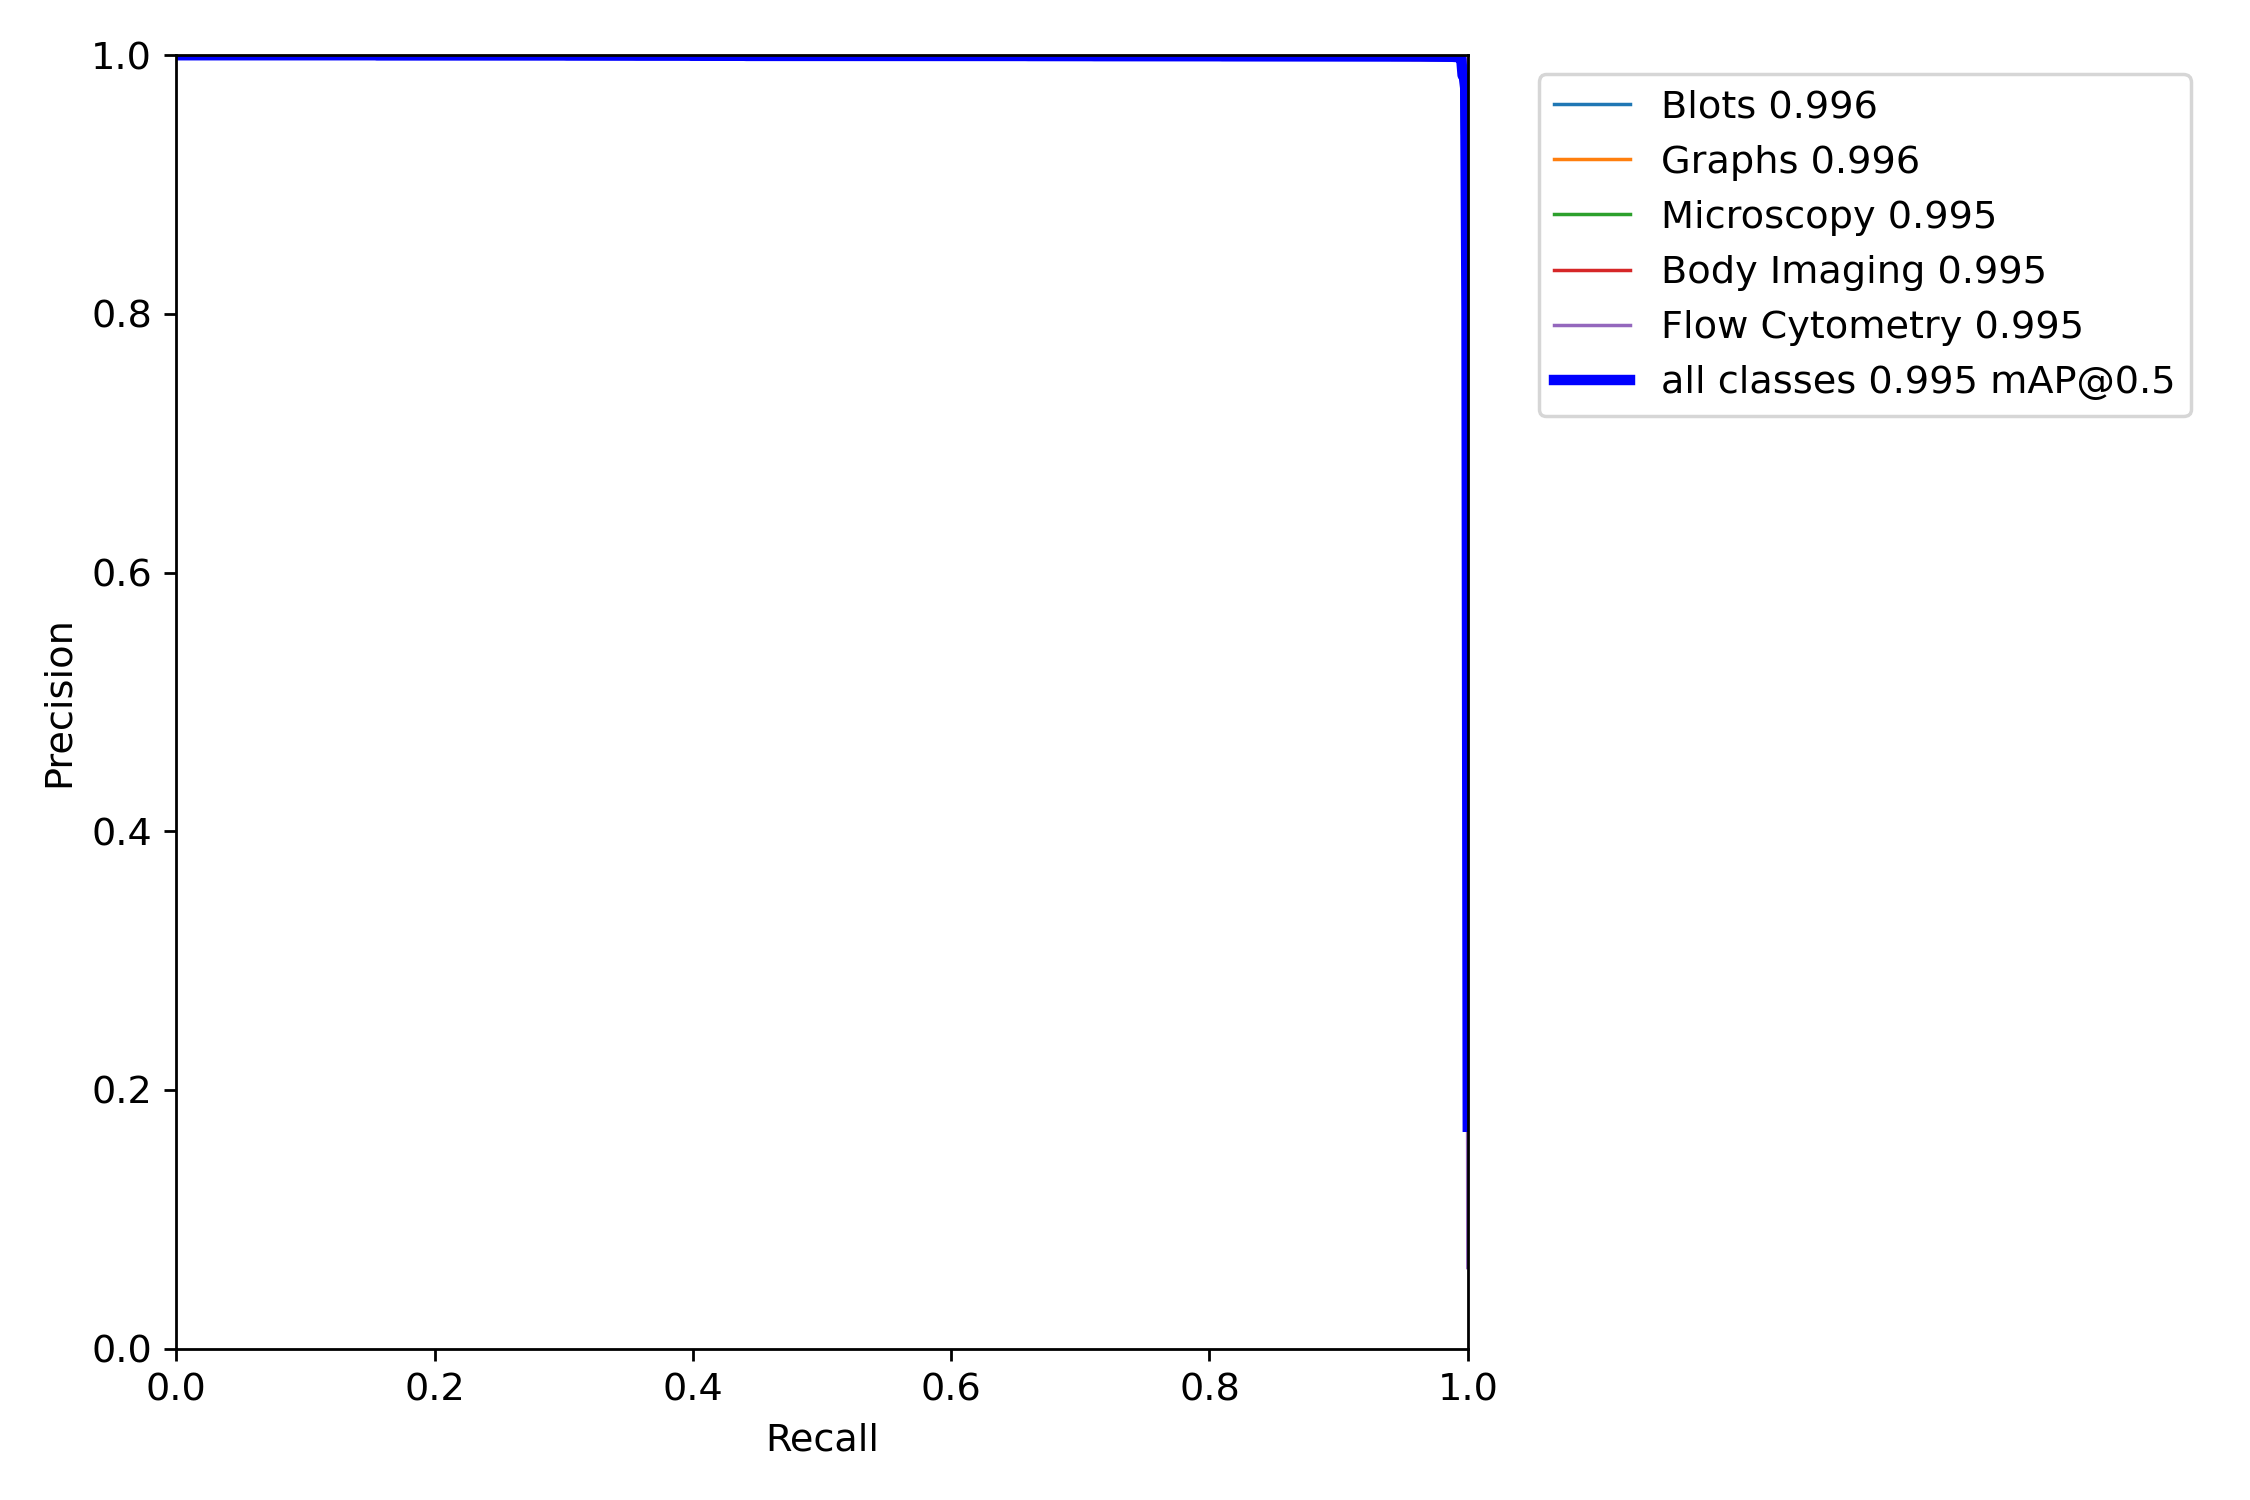 1.0
0.8
0.6
0.4
0.2
0.0
Precision
0.0 0.2 0.4 0.6 0.8 1.0
Recall
Blots 0.996
Graphs 0.996
Microscopy 0.995
Body Imaging 0.995
Flow Cytometry 0.995
all classes 0.995 mAP@0.5